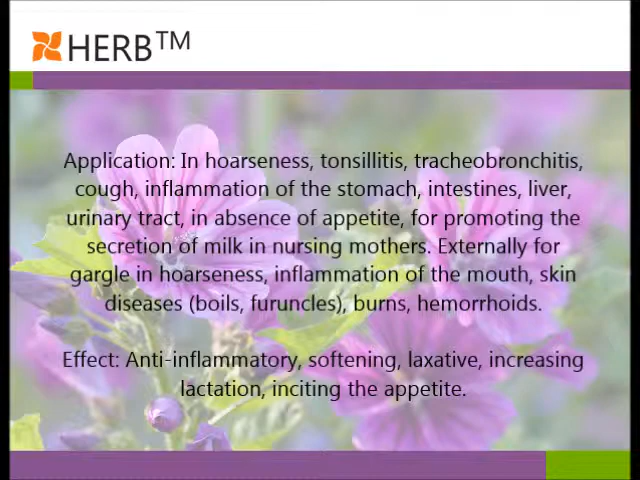 HERB™
Application: In hoarseness, tonsillitis, tracheobronchitis,
cough, inflammation of the stomach, intestines, liver,
urinary tract, in absence of appetite, for promoting the
secretion of milk in nursing mothers. Externally for
gargle in hoarseness, inflammation of the mouth, skin
diseases (boils, furuncles), burns, hemorrhoids.
Effect: Anti-inflammatory, softening, laxative, increasing
lactation, inciting the appetite.